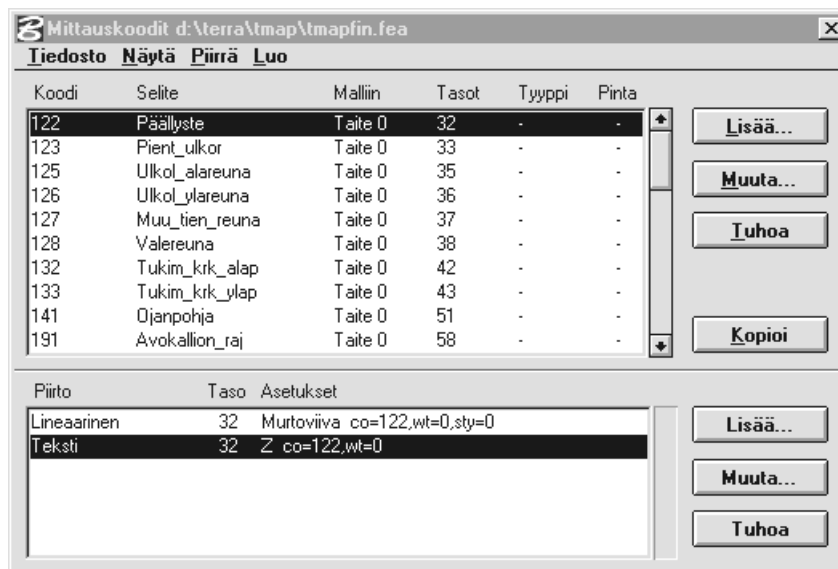 Mittauskoodit d:\terra\tmap\tmapfin.fea
Tiedosto Näytä Piirrä Luo
Koodi Selite Malliin Tasot Tyyppi Pinta
122 Päällyste Taite 0 32 - -
123 Pient_ulkor Taite 0 33 - -
125 Ulkol_alareuna Taite 0 35 - -
126 Ulkol_ylareuna Taite 0 36 - -
127 Muu_tien_reuna Taite 0 37 - -
128 Valereuna Taite 0 38 - -
132 Tukim_krk_alap Taite 0 42 - -
133 Tukim_krk_ylap Taite 0 43 - -
141 Ojanpohja Taite 0 51 - -
191 Avokallion_raj Taite 0 58 - -
Lisää...
Muuta...
Tuhoa
Kopioi
Piirto Taso Asetukset
Lineaarinen 32 Murtoviiva co=122,wt=0,sty=0
Teksti 32 Z co=122,wt=0
Lisää...
Muuta...
Tuhoa